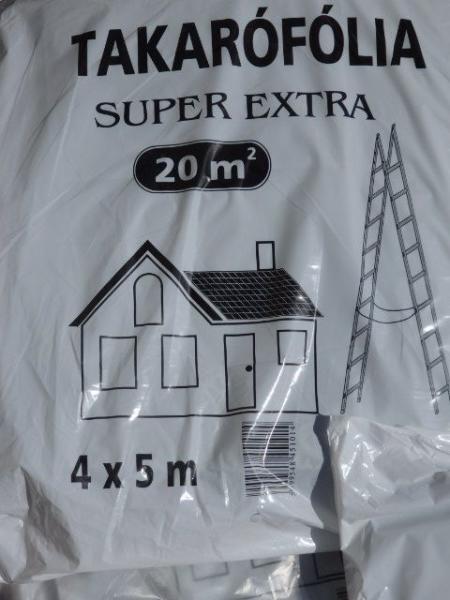 TAKARÓFÓLIA
SUPER EXTRA
20 m²
4 x 5 m